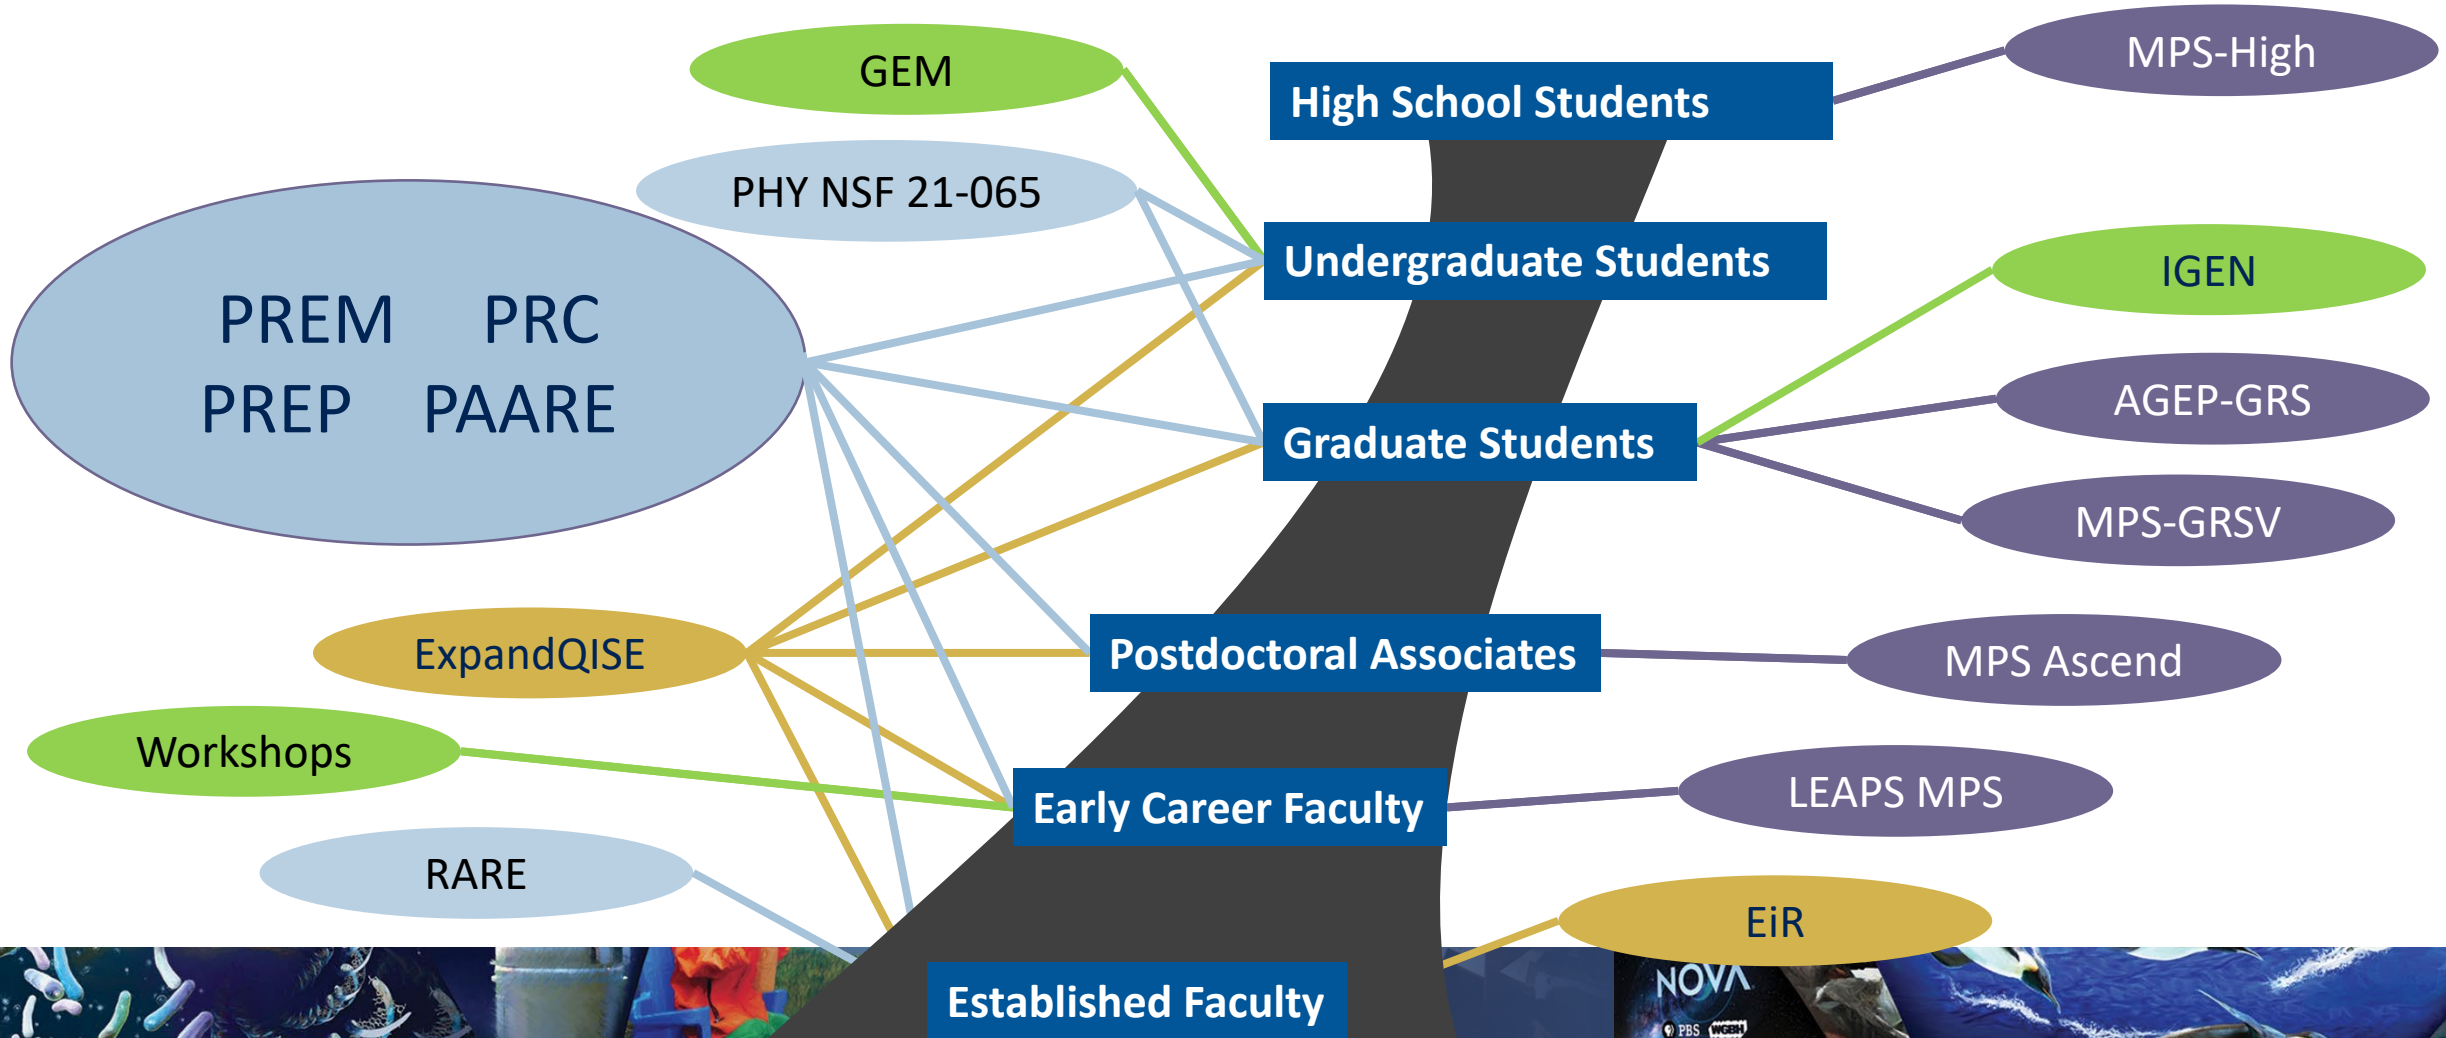 GEM
PHY NSF 21-065
PREM PRC
PREP PAARE
ExpandQISE
Workshops
RARE
High School Students
Undergraduate Students
Graduate Students
Postdoctoral Associates
Early Career Faculty
Established Faculty
MPS-High
IGEN
AGEP-GRS
MPS-GRSV
MPS Ascend
LEAPS MPS
EiR
NOVA
PBS WGBH